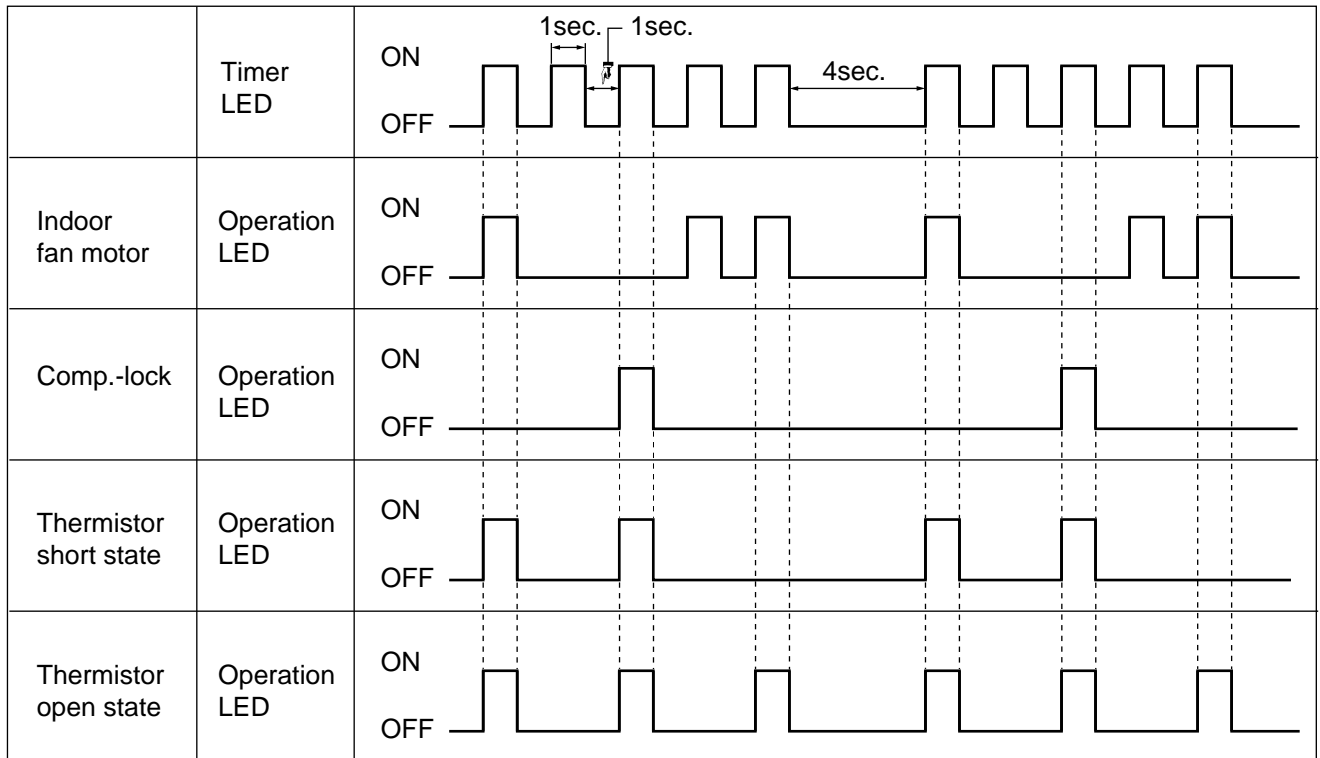 1sec. 1sec.
Timer
LED
ON
4sec.
OFF
Indoor
fan motor
Operation
LED
ON
OFF
Comp.-lock
Operation
LED
ON
OFF
Thermistor
short state
Operation
LED
ON
OFF
Thermistor
open state
Operation
LED
ON
OFF